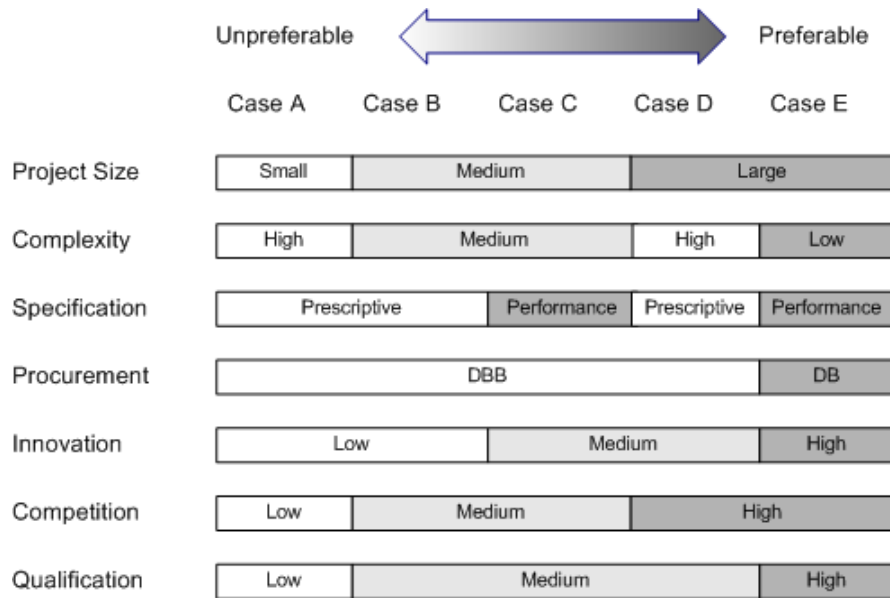 Unpreferable Preferable
Case A Case B Case C Case D Case E
Project Size Small Medium Large
Complexity High Medium High Low
Specification Prescriptive Performance Prescriptive Performance
Procurement DBB DB
Innovation Low Medium High
Competition Low Medium High
Qualification Low Medium High